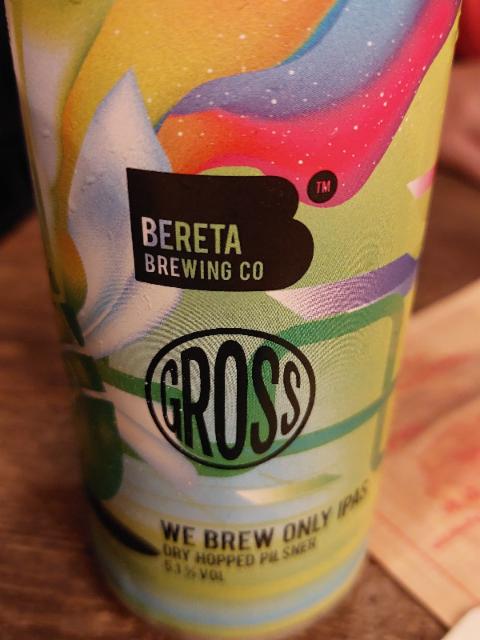 BERETA
TM
BREWING CO
GROSS
WE BREW ONLY IPAS
DRY HOPPED PILSNER
5.1% VOL